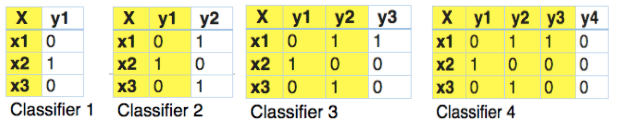 X y1
x1 0
x2 1
x3 0
Classifier 1
X y1 y2
x1 0 1
x2 1 0
x3 0 1
Classifier 2
X y1 y2 y3
x1 0 1 1
x2 1 0 0
x3 0 1 0
Classifier 3
X y1 y2 y3 y4
x1 0 1 1 0
x2 1 0 0 0
x3 0 1 0 0
Classifier 4